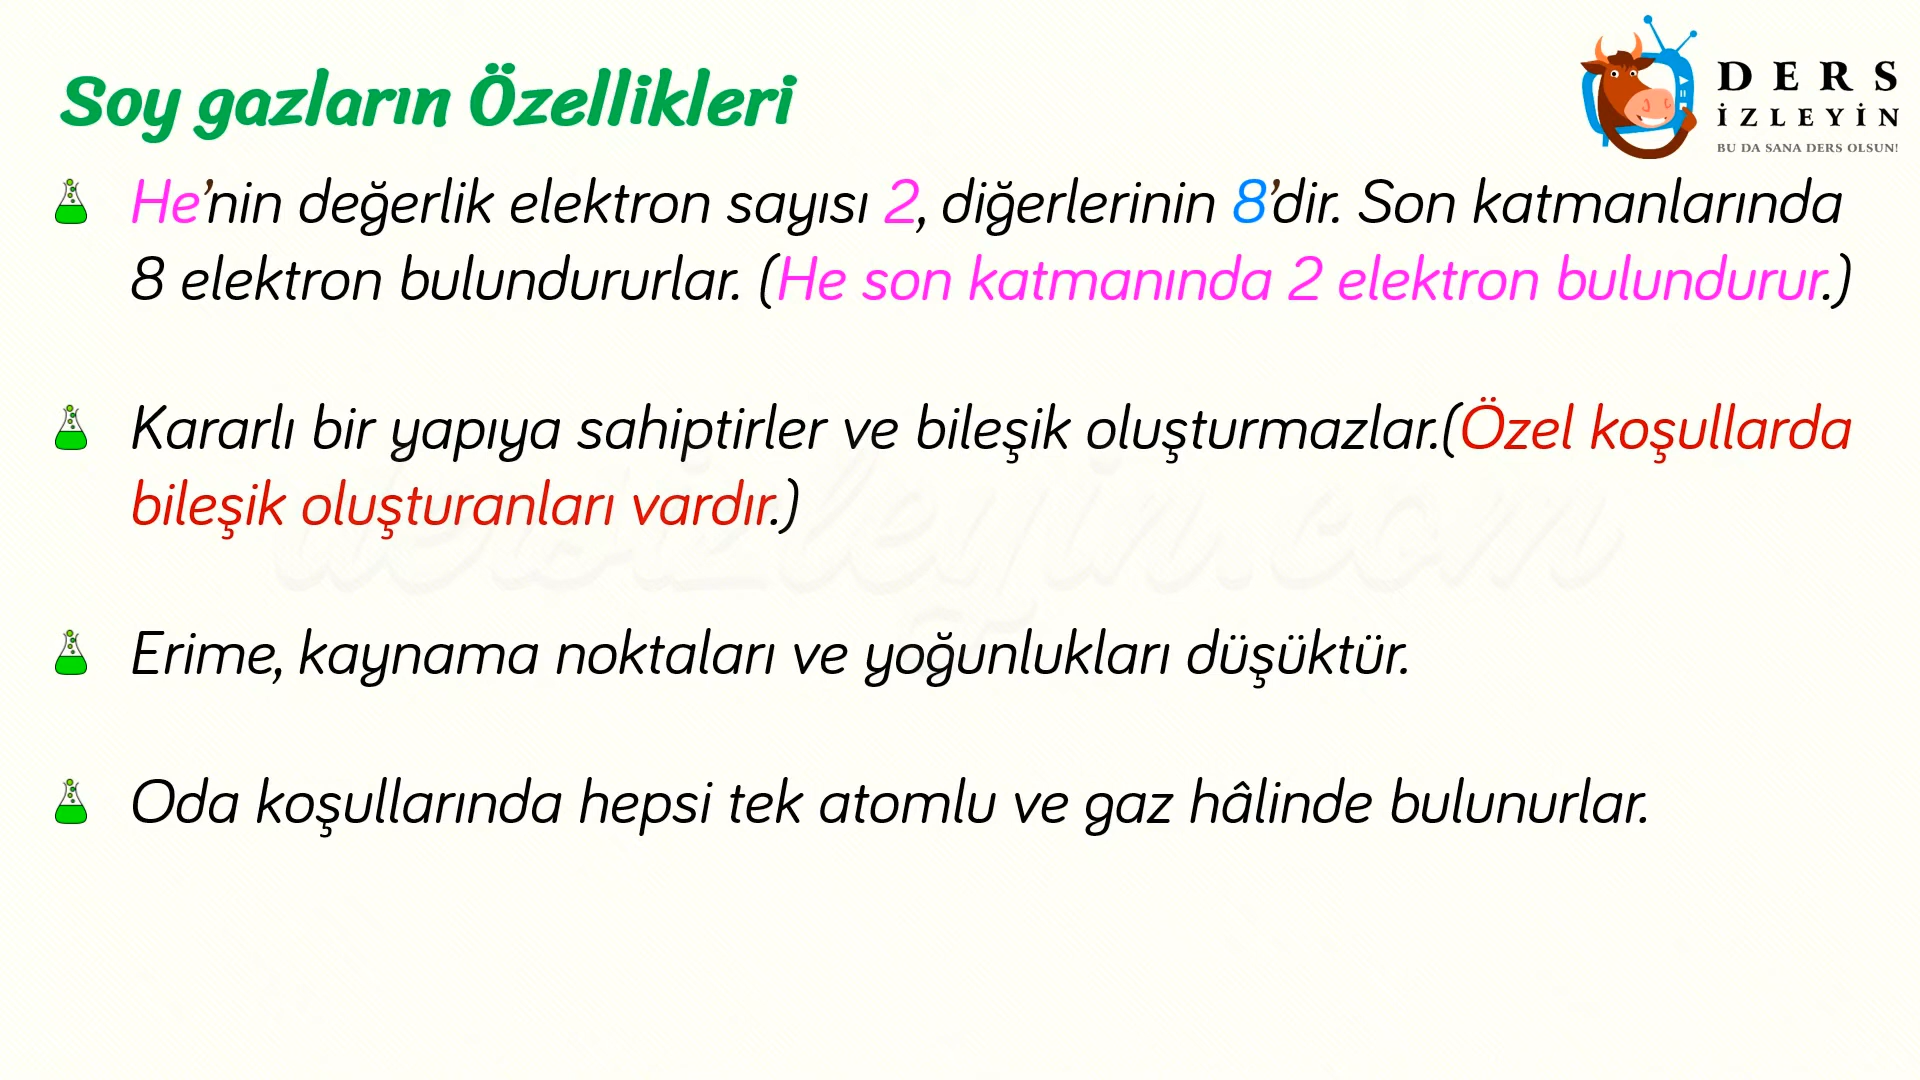 Soy gazların Özellikleri
DERS
İZLEYİN
BU DA SANA DERS OLSUN!
He’nin değerlik elektron sayısı 2, diğerlerinin 8’dir. Son katmanlarında
8 elektron bulundururlar. (He son katmanında 2 elektron bulundurur.)
Kararlı bir yapıya sahiptirler ve bileşik oluşturmazlar.(Özel koşullarda
bileşik oluşturanları vardır.)
dersizleyin.com
Erime, kaynama noktaları ve yoğunlukları düşüktür.
Oda koşullarında hepsi tek atomlu ve gaz hâlinde bulunurlar.